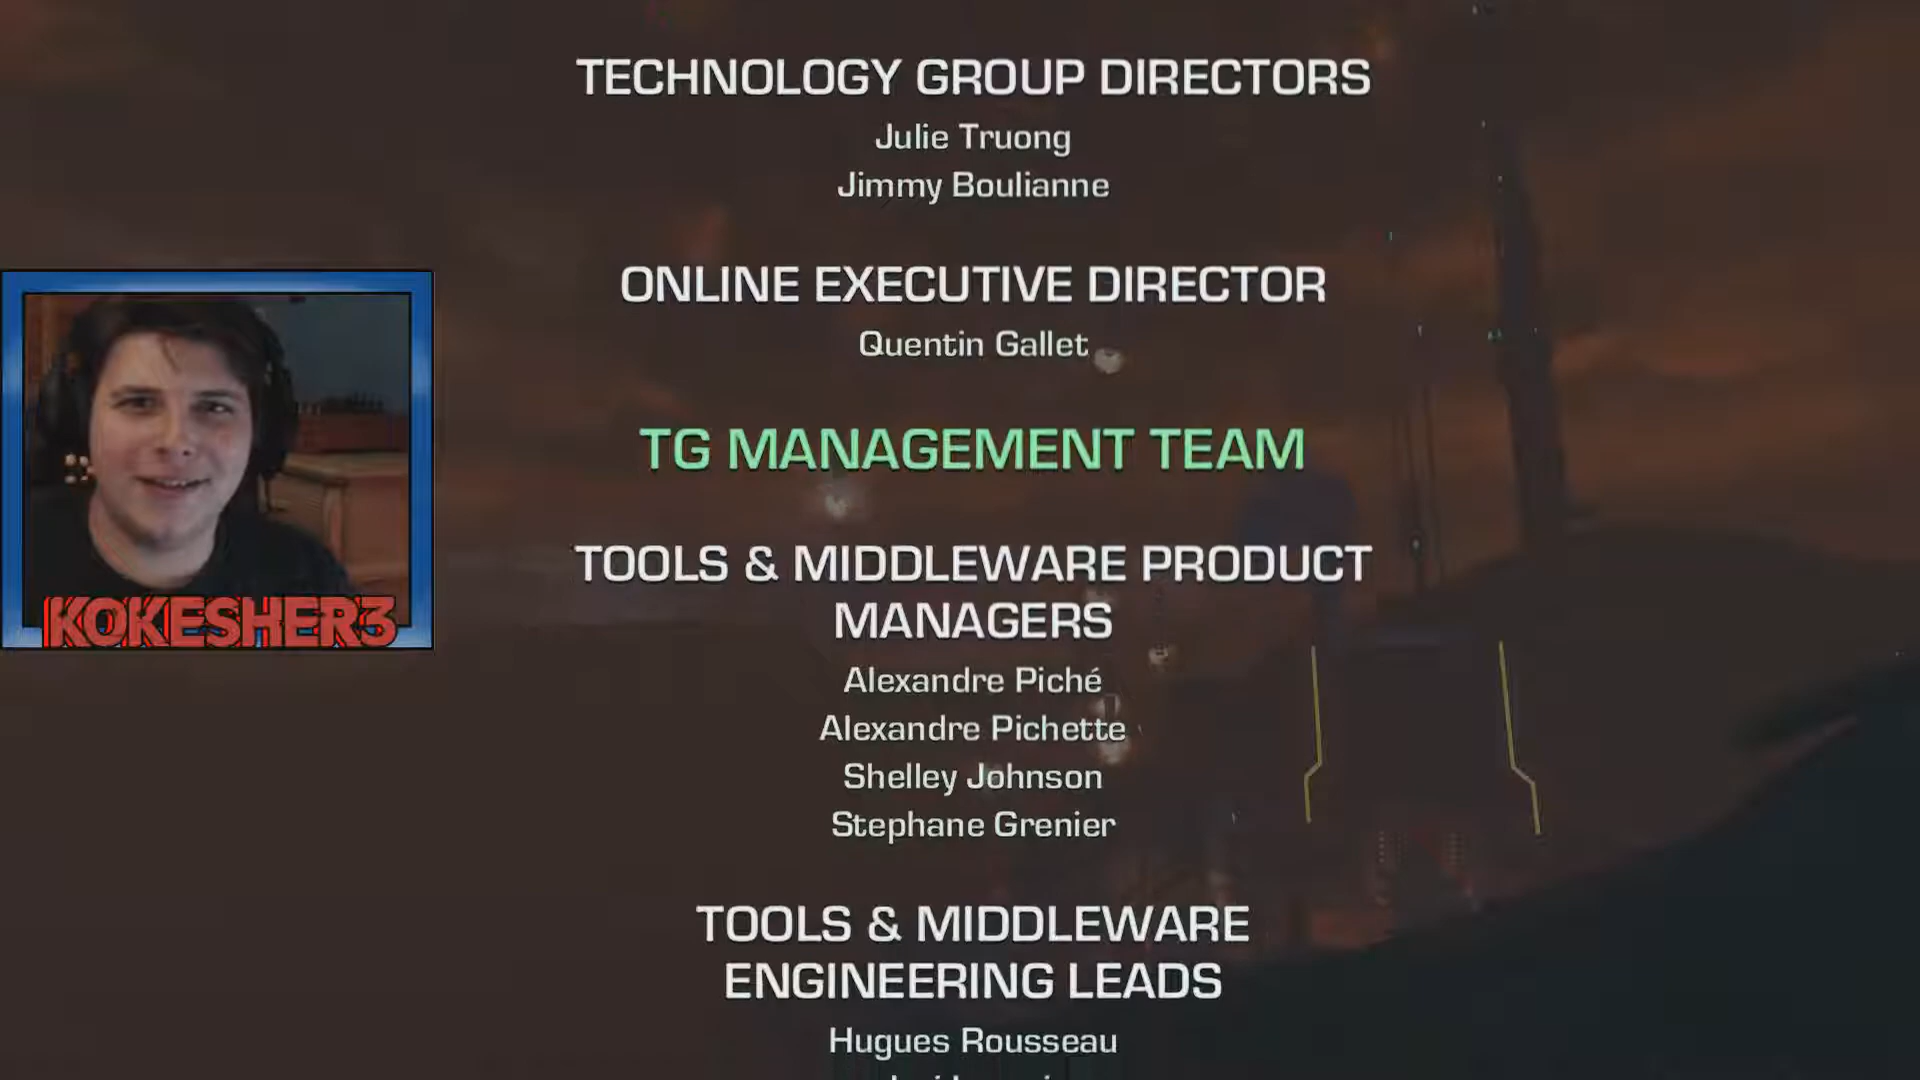 TECHNOLOGY GROUP DIRECTORS
Julie Truong
Jimmy Boulianne
ONLINE EXECUTIVE DIRECTOR
Quentin Gallet
TG MANAGEMENT TEAM
TOOLS & MIDDLEWARE PRODUCT
MANAGERS
Alexandre Piché
Alexandre Pichette
Shelley Johnson
Stephane Grenier
TOOLS & MIDDLEWARE
ENGINEERING LEADS
Hugues Rousseau
KOKESHER3